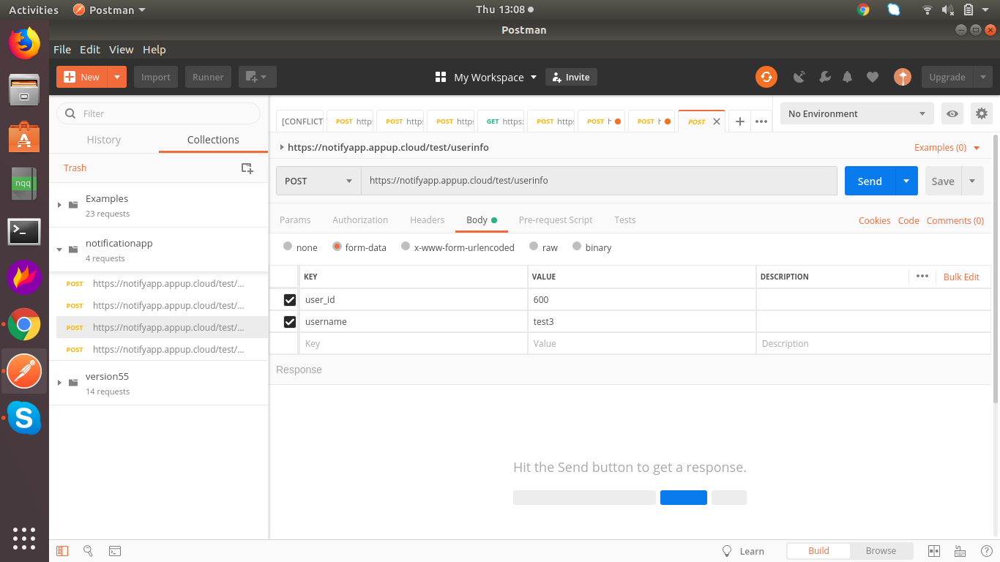 Activities Postman Thu 13:08
Postman
File Edit View Help
New Import Runner My Workspace Invite Upgrade
Filter
History Collections
Trash
Examples
23 requests
notificationapp
4 requests
POST https://notifyapp.appup.cloud/test/...
POST https://notifyapp.appup.cloud/test/...
POST https://notifyapp.appup.cloud/test/...
POST https://notifyapp.appup.cloud/test/...
version55
14 requests
[CONFLICT POST http POST http POST http GET https: POST http POST h POST h POST No Environment
https://notifyapp.appup.cloud/test/userinfo Examples (0)
POST https://notifyapp.appup.cloud/test/userinfo Send Save
Params Authorization Headers Body Pre-request Script Tests Cookies Code Comments (0)
none form-data x-www-form-urlencoded raw binary
KEY VALUE DESCRIPTION Bulk Edit
user_id 600
username test3
Key Value Description
Response
Hit the Send button to get a response.
Learn Build Browse
nqq
S